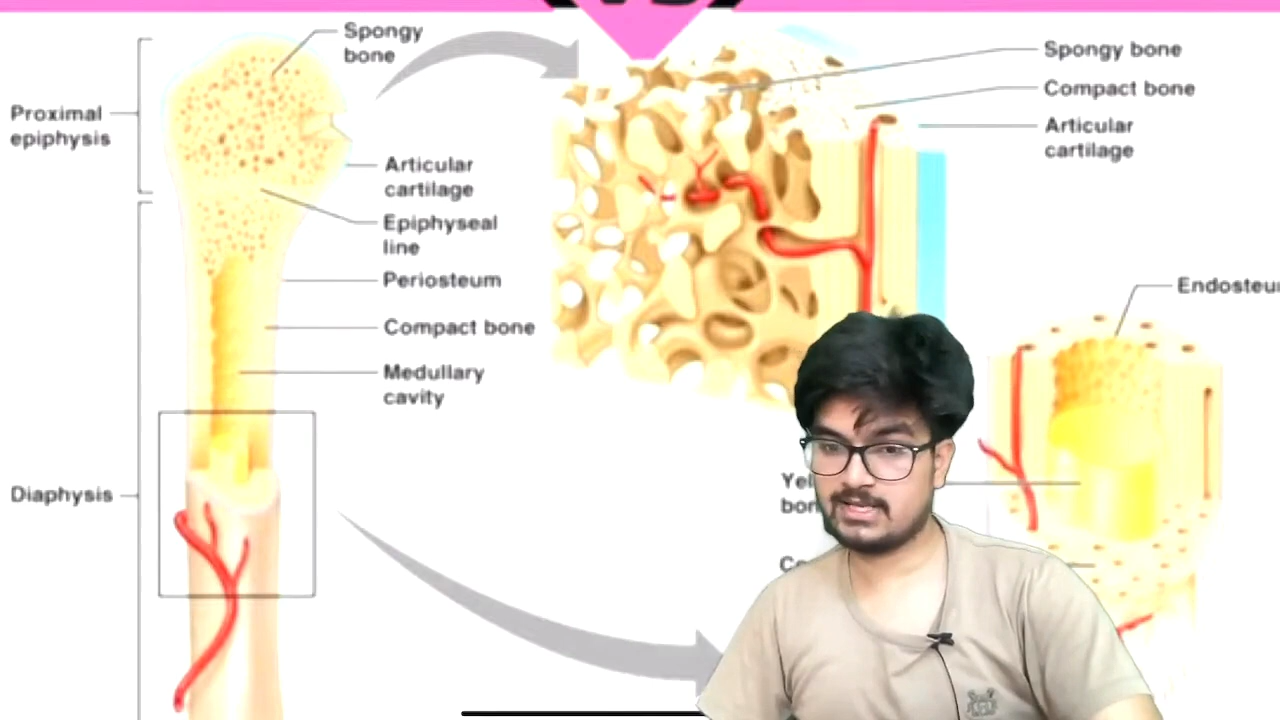 VS
Spongy
bone
Proximal
epiphysis
Articular
cartilage
Epiphyseal
line
Periosteum
Compact bone
Medullary
cavity
Diaphysis
Spongy bone
Compact bone
Articular
cartilage